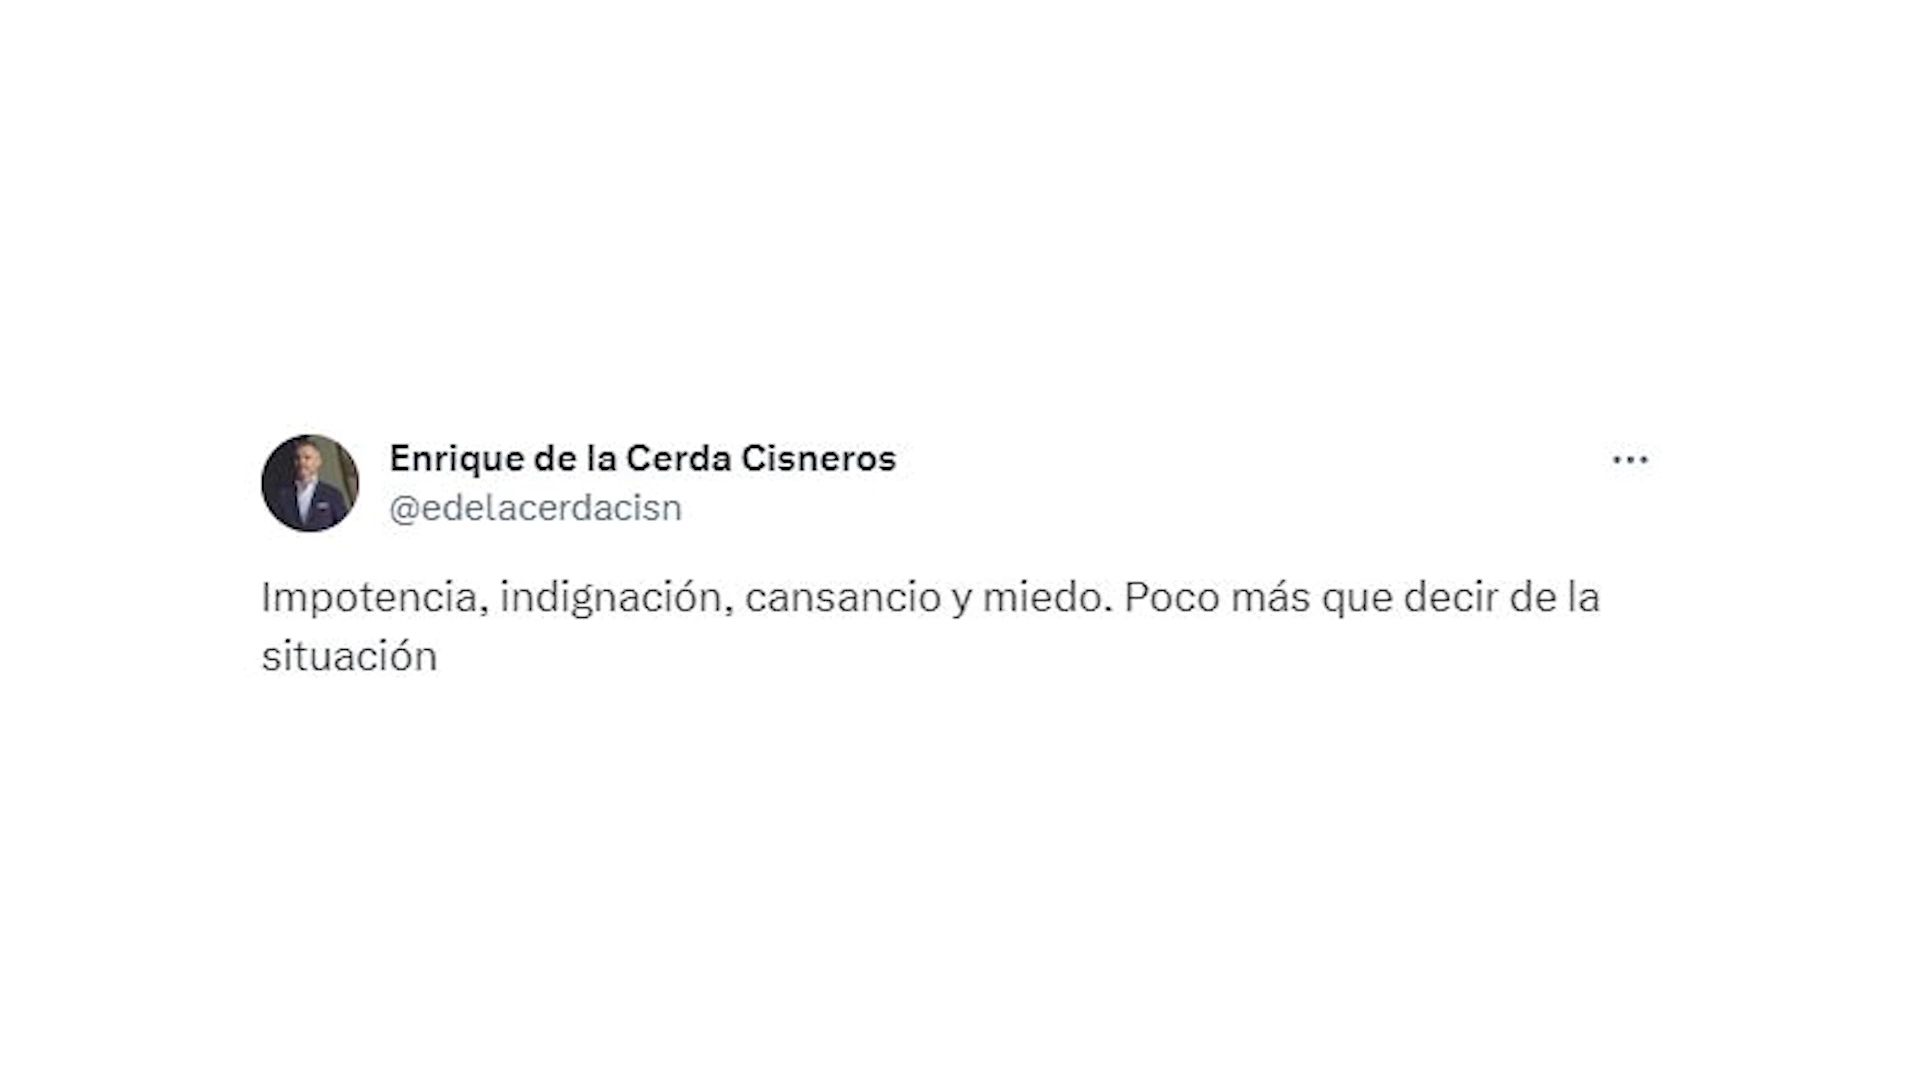 Enrique de la Cerda Cisneros
@edelacerdacisn
Impotencia, indignación, cansancio y miedo. Poco más que decir de la
situación